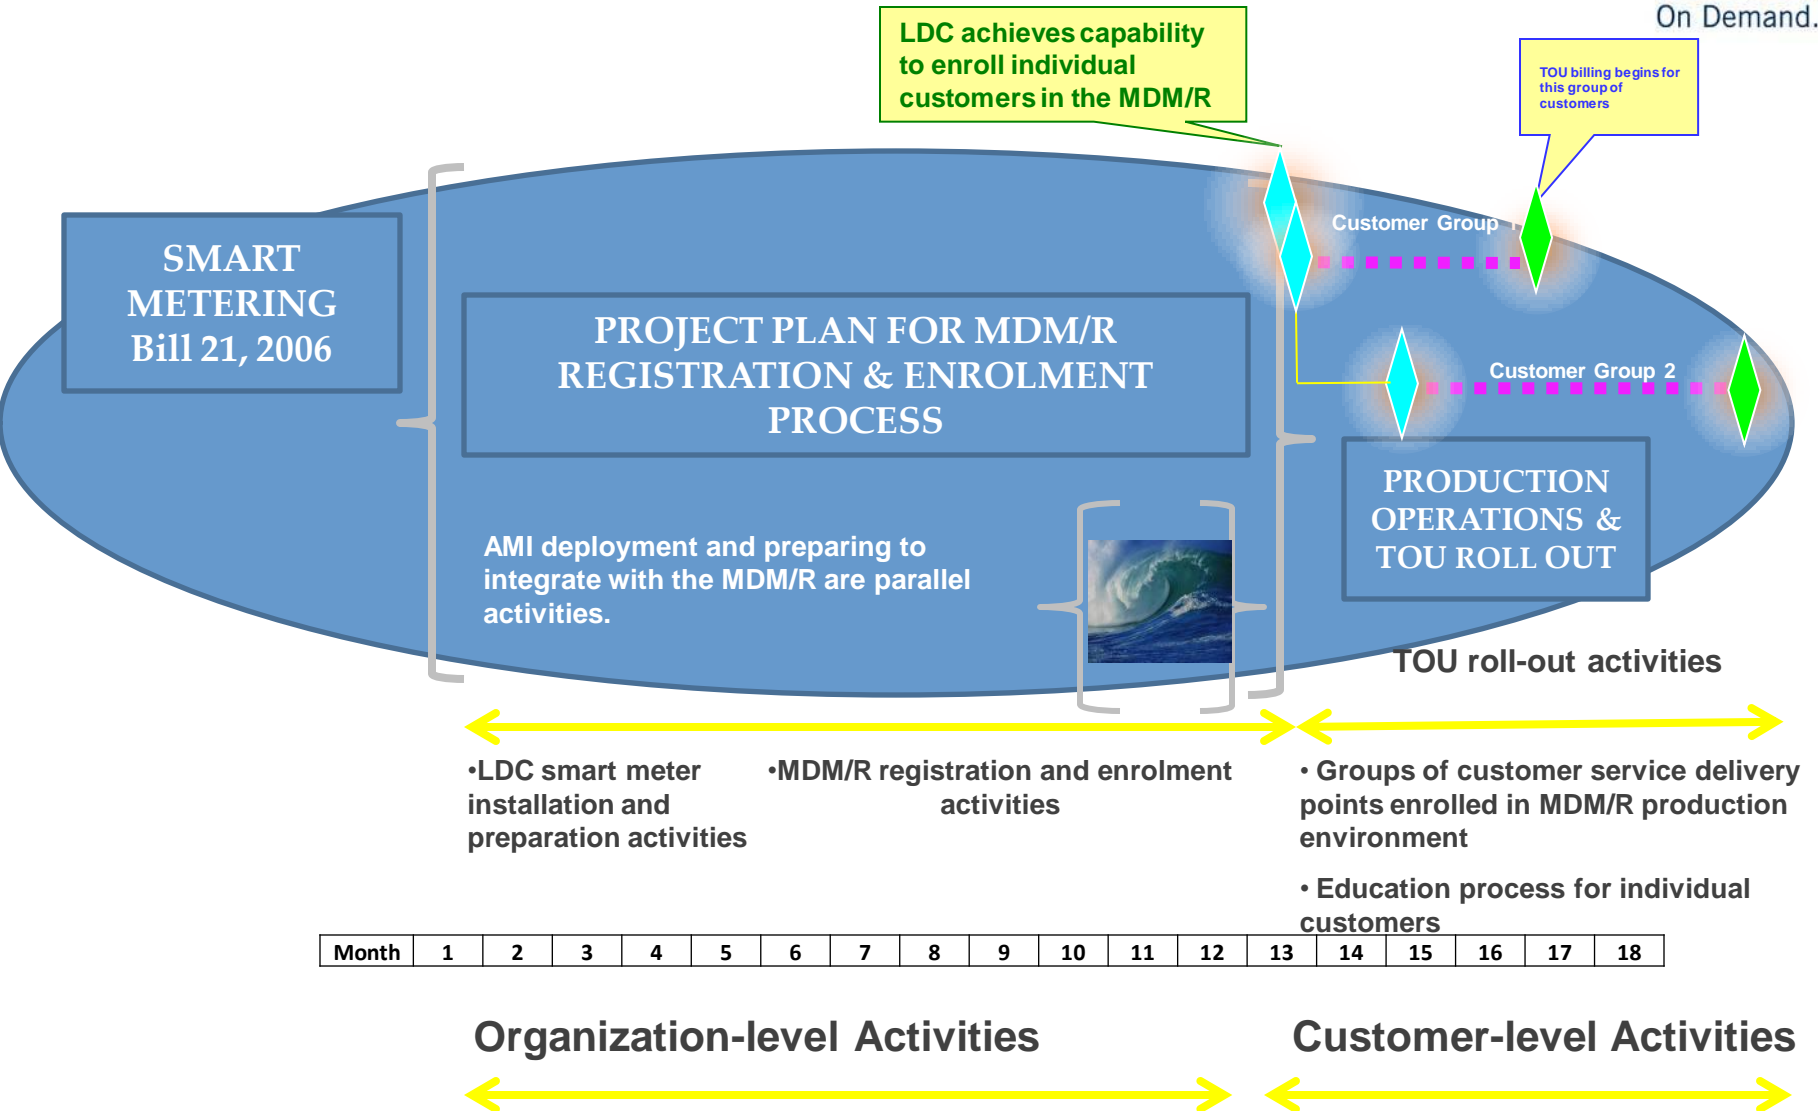 On Demand.
LDC achieves capability
to enroll individual
customers in the MDM/R
TOU billing begins for
this group of
customers
SMART
METERING
Bill 21, 2006
PROJECT PLAN FOR MDM/R
REGISTRATION & ENROLMENT
PROCESS
Customer Group 1
Customer Group 2
PRODUCTION
OPERATIONS &
TOU ROLL OUT
AMI deployment and preparing to
integrate with the MDM/R are parallel
activities.
TOU roll-out activities
•LDC smart meter
installation and
preparation activities
•MDM/R registration and enrolment
activities
• Groups of customer service delivery
points enrolled in MDM/R production
environment
• Education process for individual
customers
Month 1 2 3 4 5 6 7 8 9 10 11 12 13 14 15 16 17 18
Organization-level Activities
Customer-level Activities